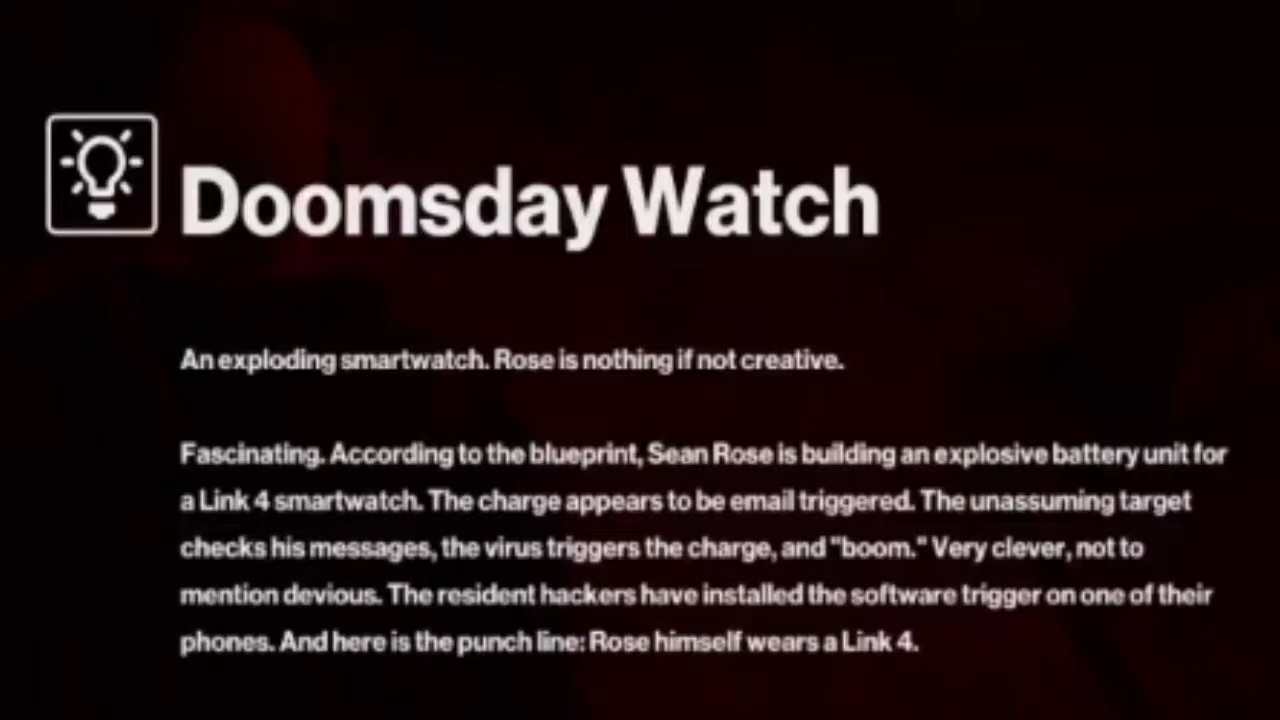 Doomsday Watch
An exploding smartwatch. Rose is nothing if not creative.
Fascinating. According to the blueprint, Sean Rose is building an explosive battery unit for
a Link 4 smartwatch. The charge appears to be email triggered. The unassuming target
checks his messages, the virus triggers the charge, and "boom." Very clever, not to
mention devious. The resident hackers have installed the software trigger on one of their
phones. And here is the punch line: Rose himself wears a Link 4.